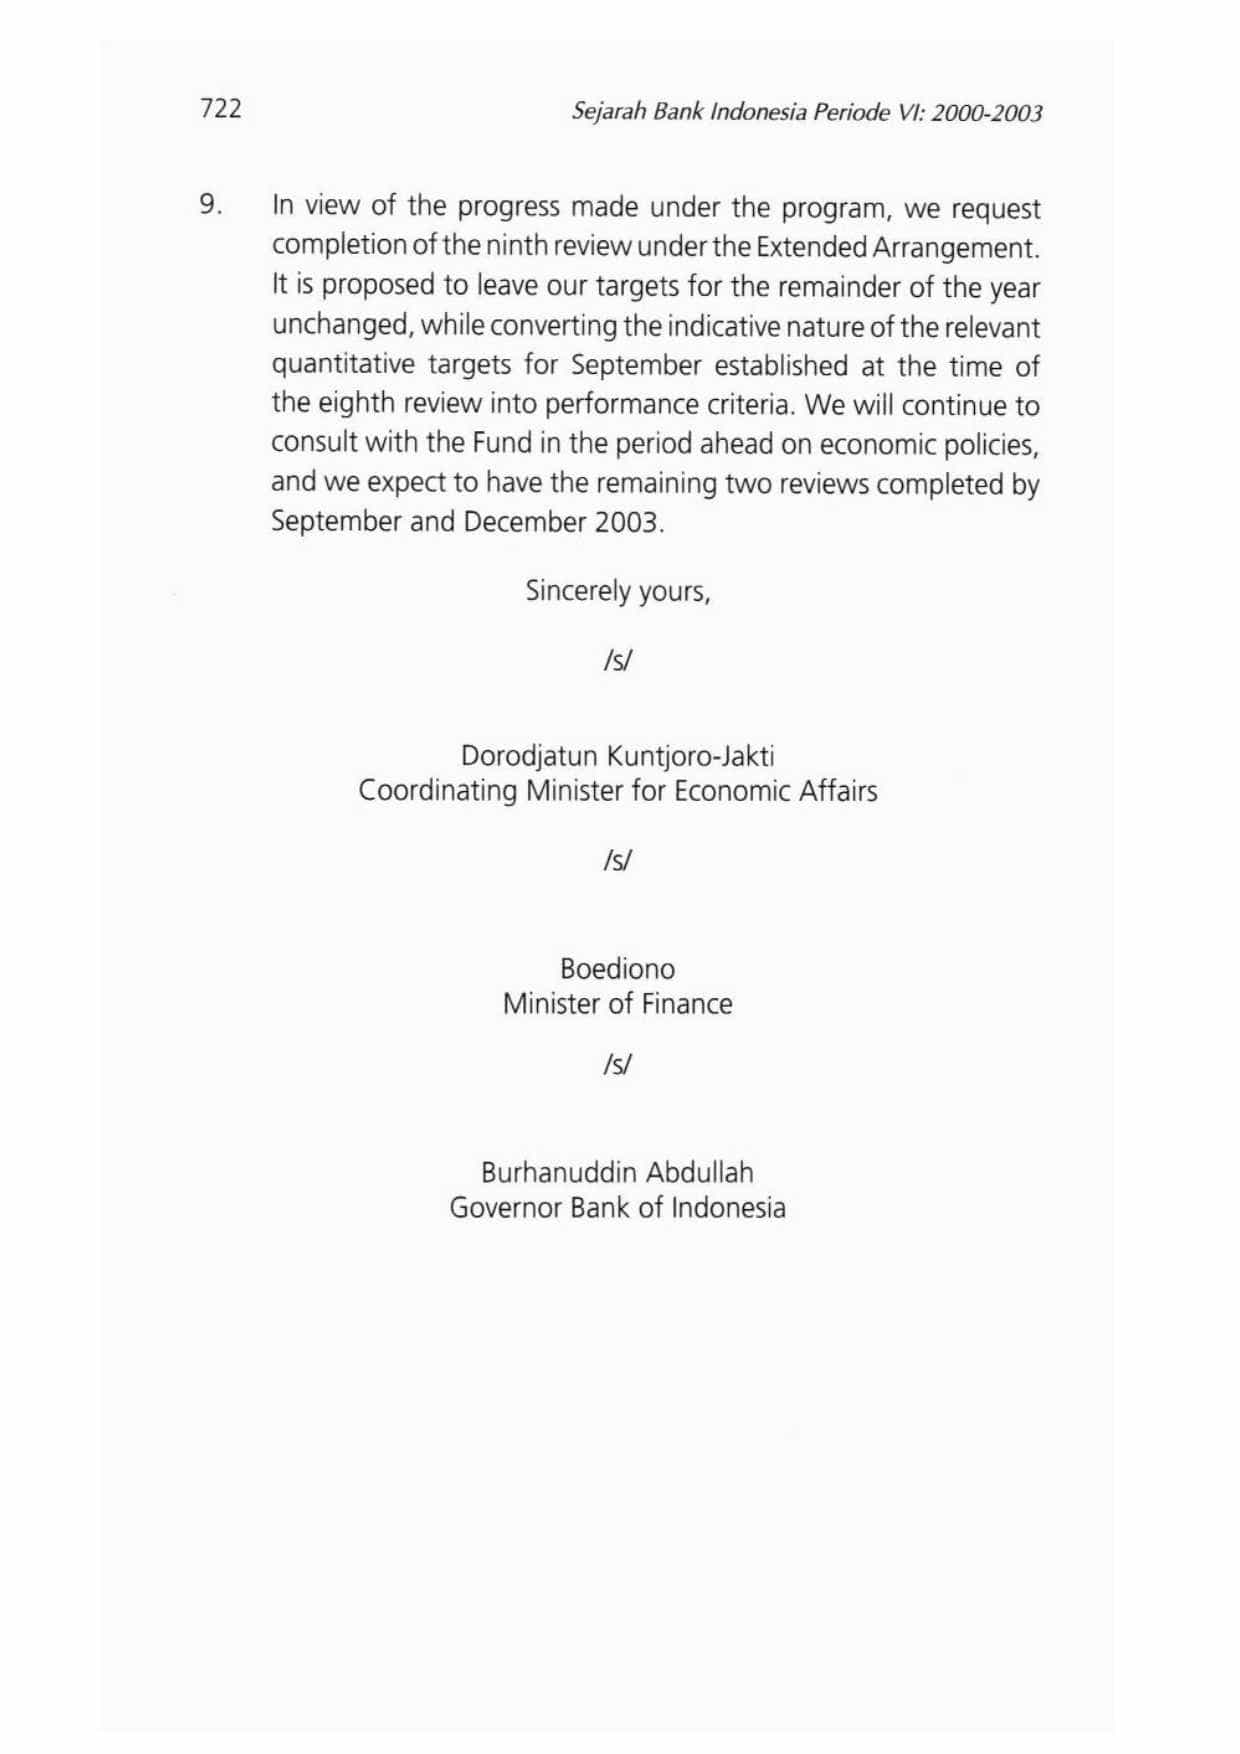 722
Sejarah Bank Indonesia Periode VI: 2000-2003
9. In view of the progress made under the program, we request
completion of the ninth review under the Extended Arrangement.
It is proposed to leave our targets for the remainder of the year
unchanged, while converting the indicative nature of the relevant
quantitative targets for September established at the time of
the eighth review into performance criteria. We will continue to
consult with the Fund in the period ahead on economic policies,
and we expect to have the remaining two reviews completed by
September and December 2003.
Sincerely yours,
/s/
Dorodjatun Kuntjoro-Jakti
Coordinating Minister for Economic Affairs
/s/
Boediono
Minister of Finance
/s/
Burhanuddin Abdullah
Governor Bank of Indonesia